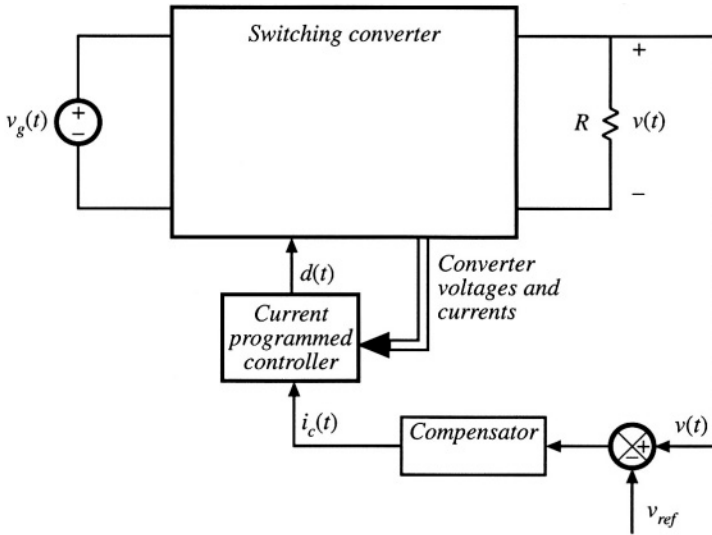 Switching converter
+
v_g(t)
+
−
R
v(t)
−
d(t)
Converter
voltages and
currents
Current
programmed
controller
i_c(t)
Compensator
+
−
v(t)
v_ref